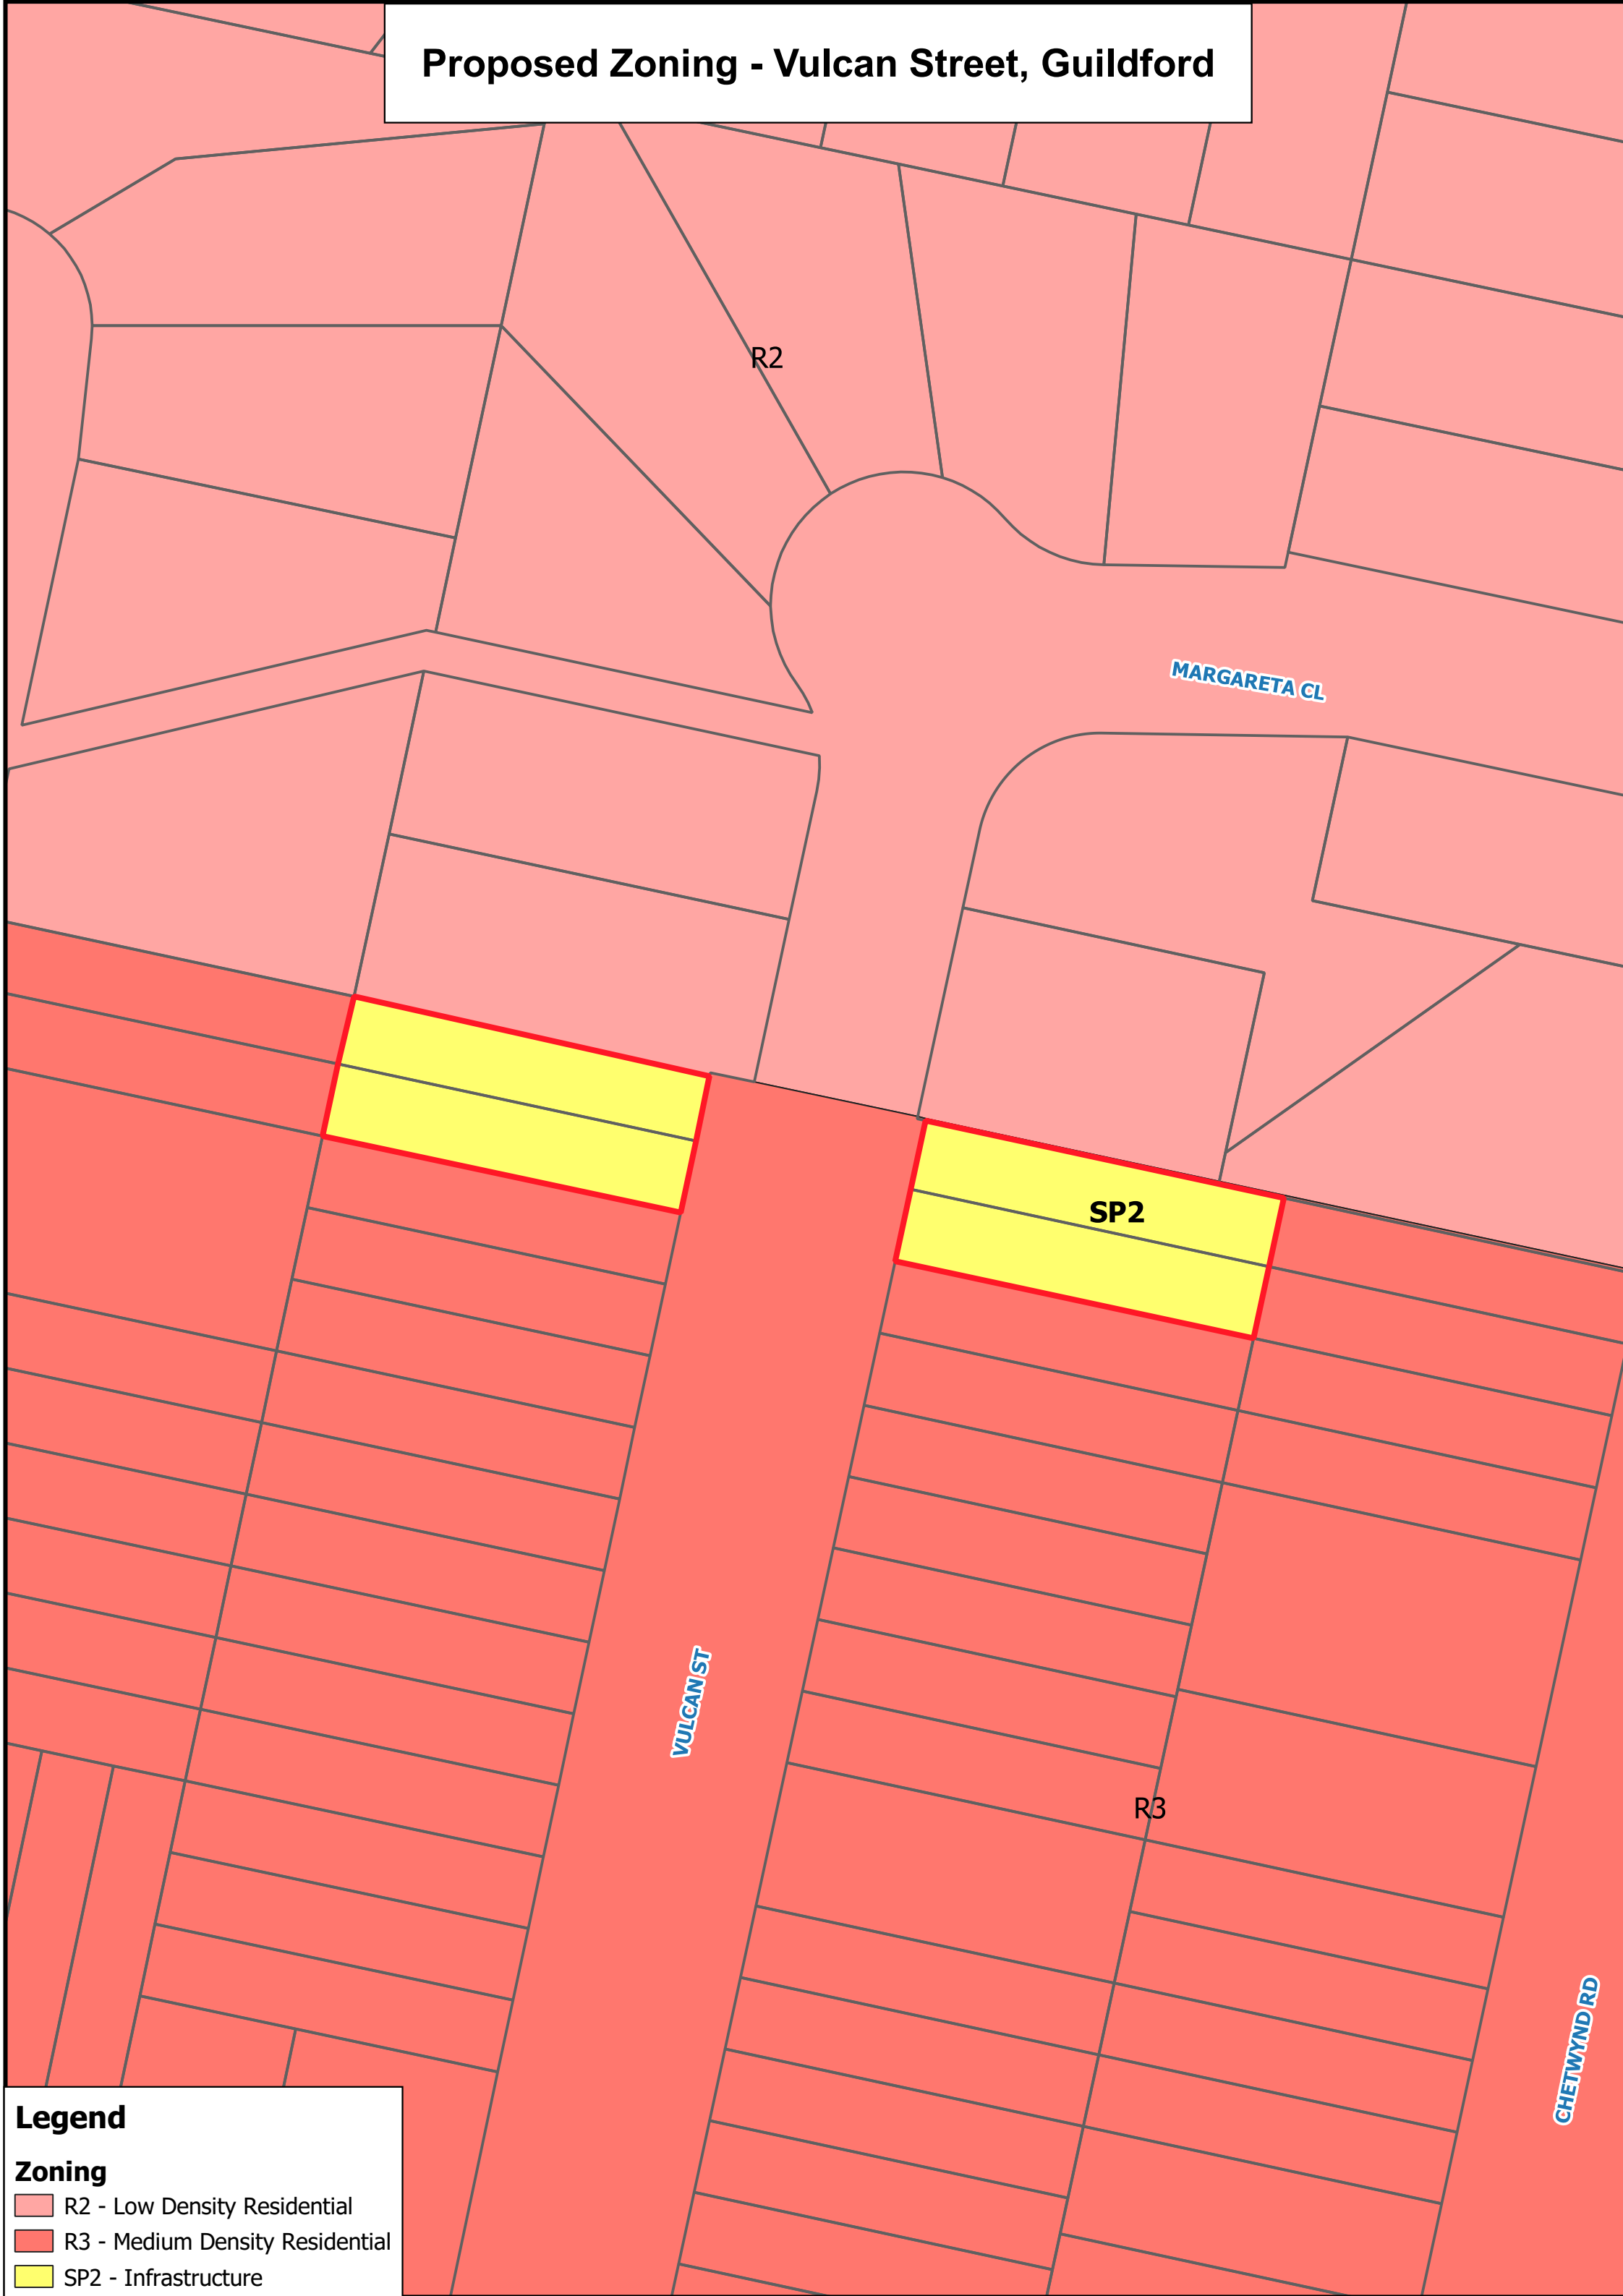 Proposed Zoning - Vulcan Street, Guildford
R2
MARGARETA CL
SP2
VULCAN ST
R3
CHETWYND RD
Legend
Zoning
R2 - Low Density Residential
R3 - Medium Density Residential
SP2 - Infrastructure